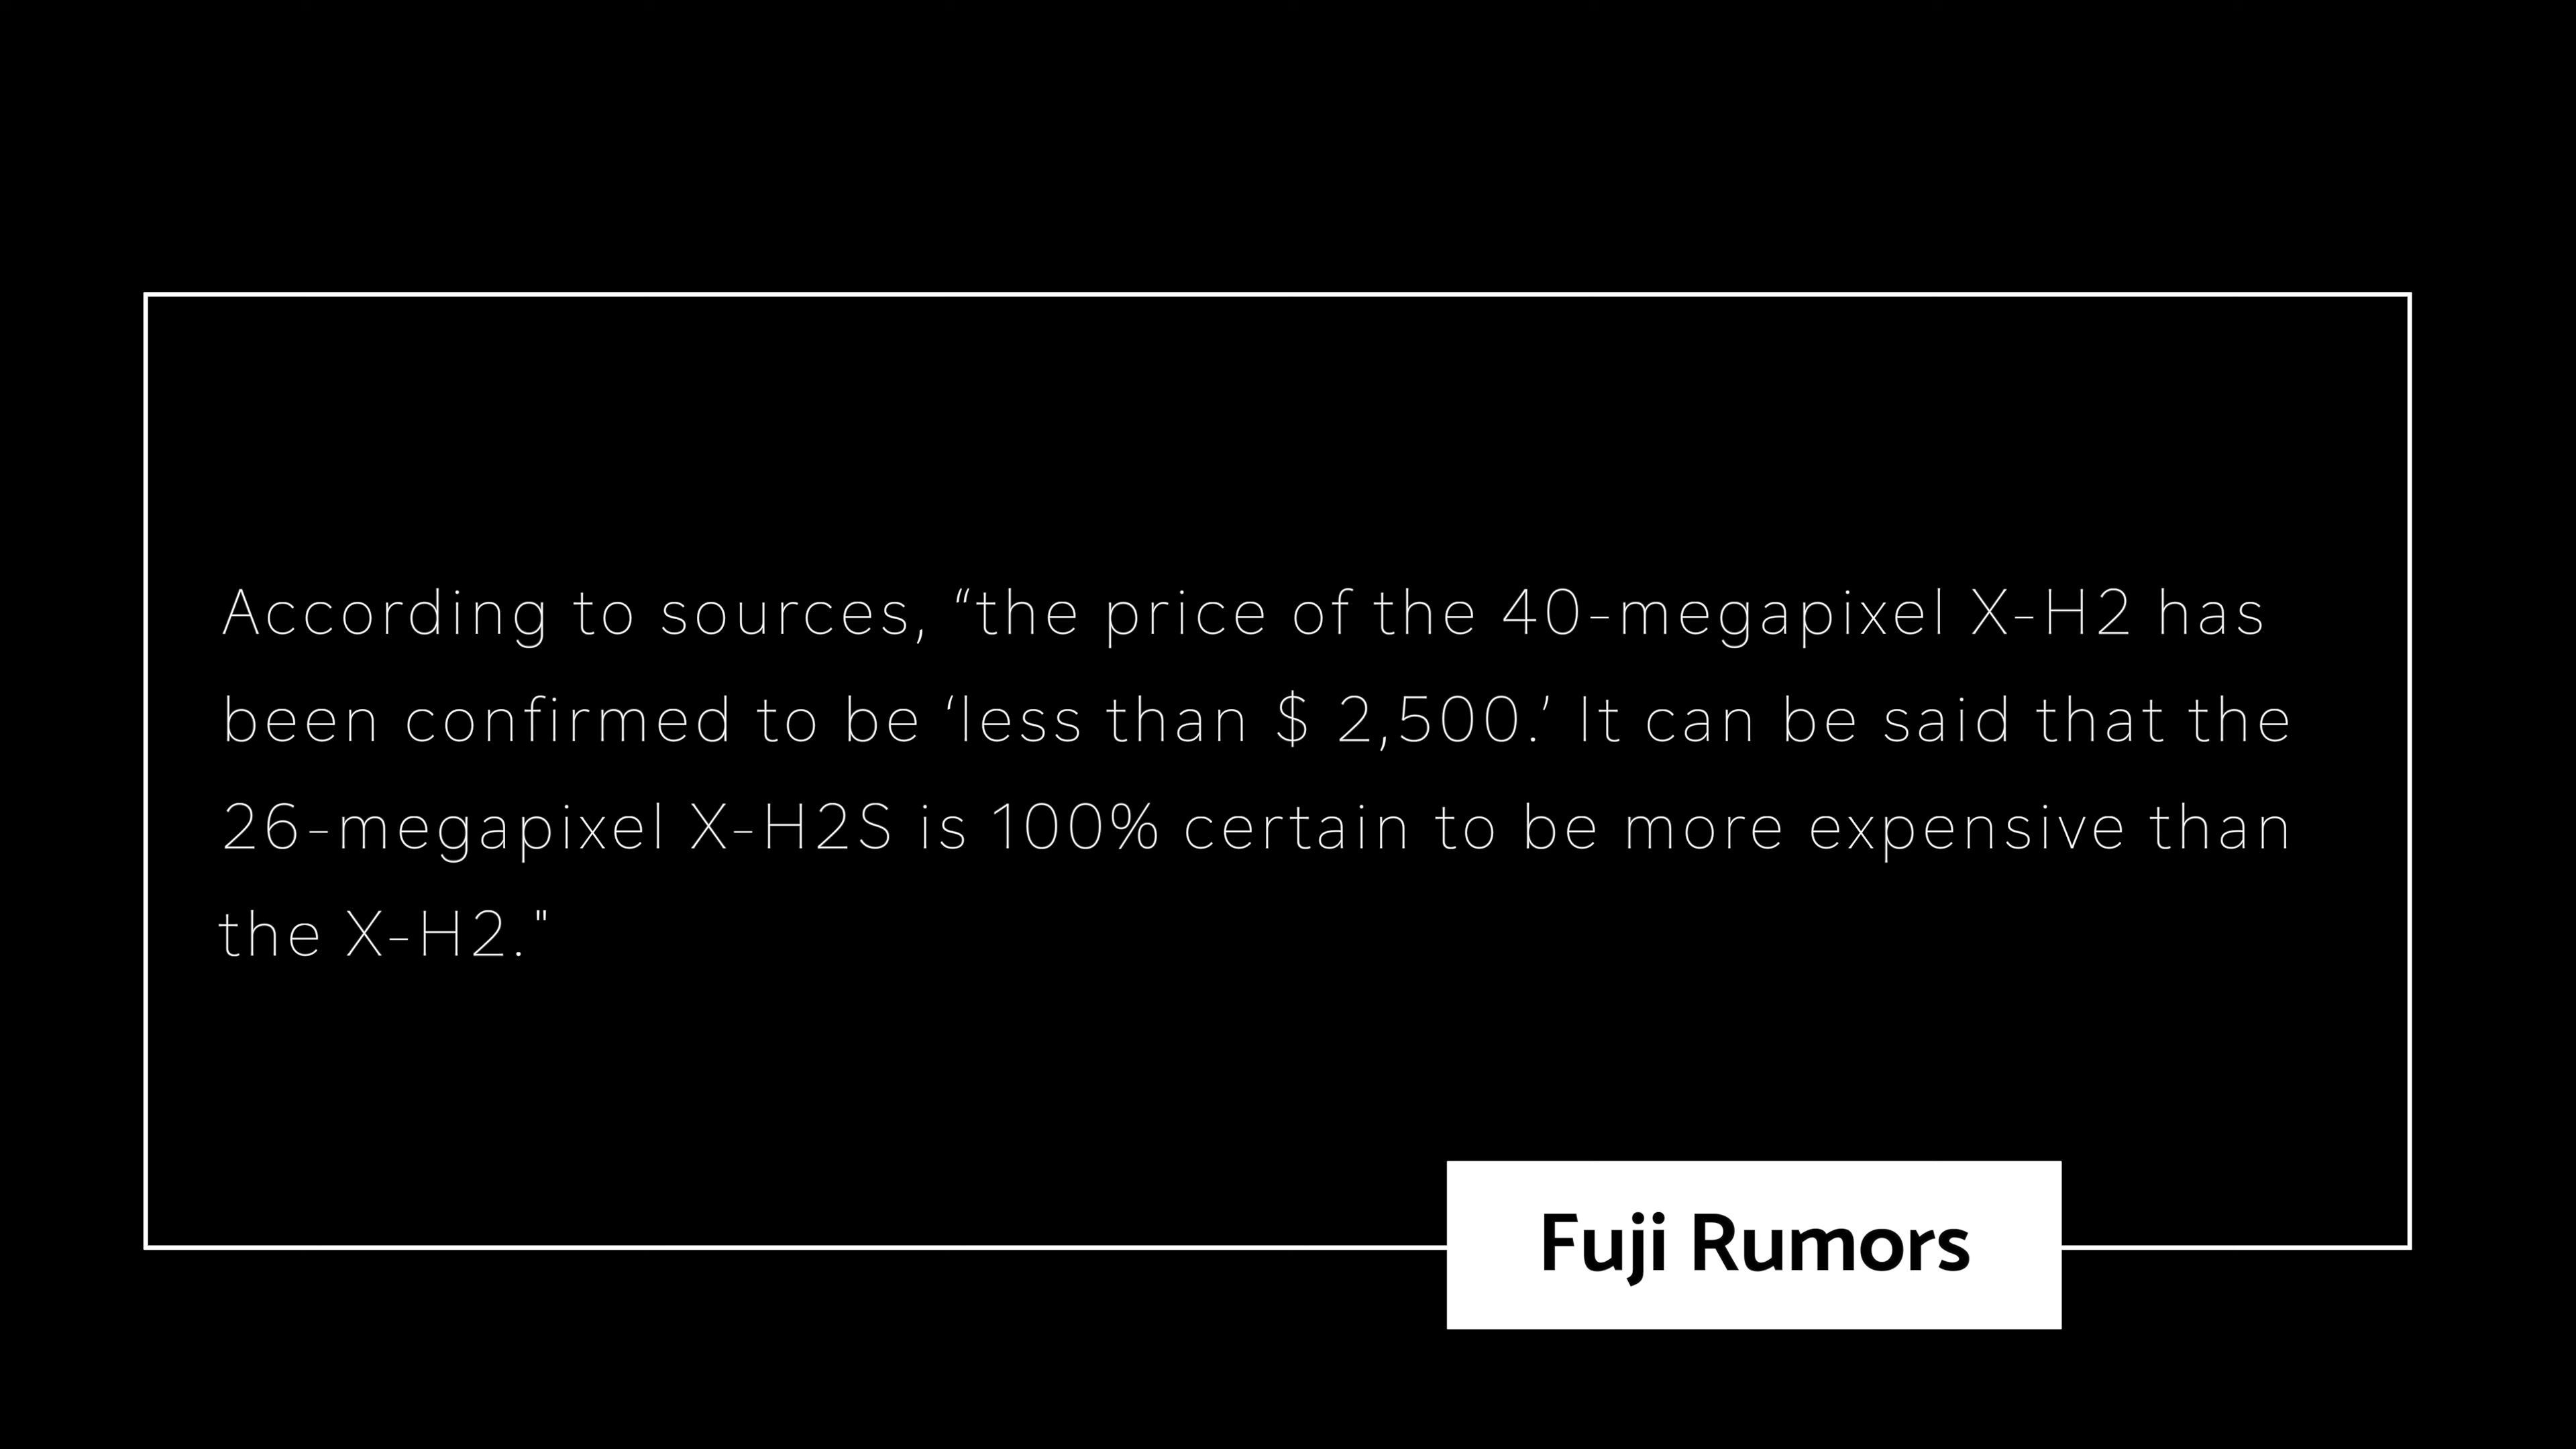 According to sources, “the price of the 40-megapixel X-H2 has
been confirmed to be ‘less than $ 2,500.’ It can be said that the
26-megapixel X-H2S is 100% certain to be more expensive than
the X-H2."
Fuji Rumors